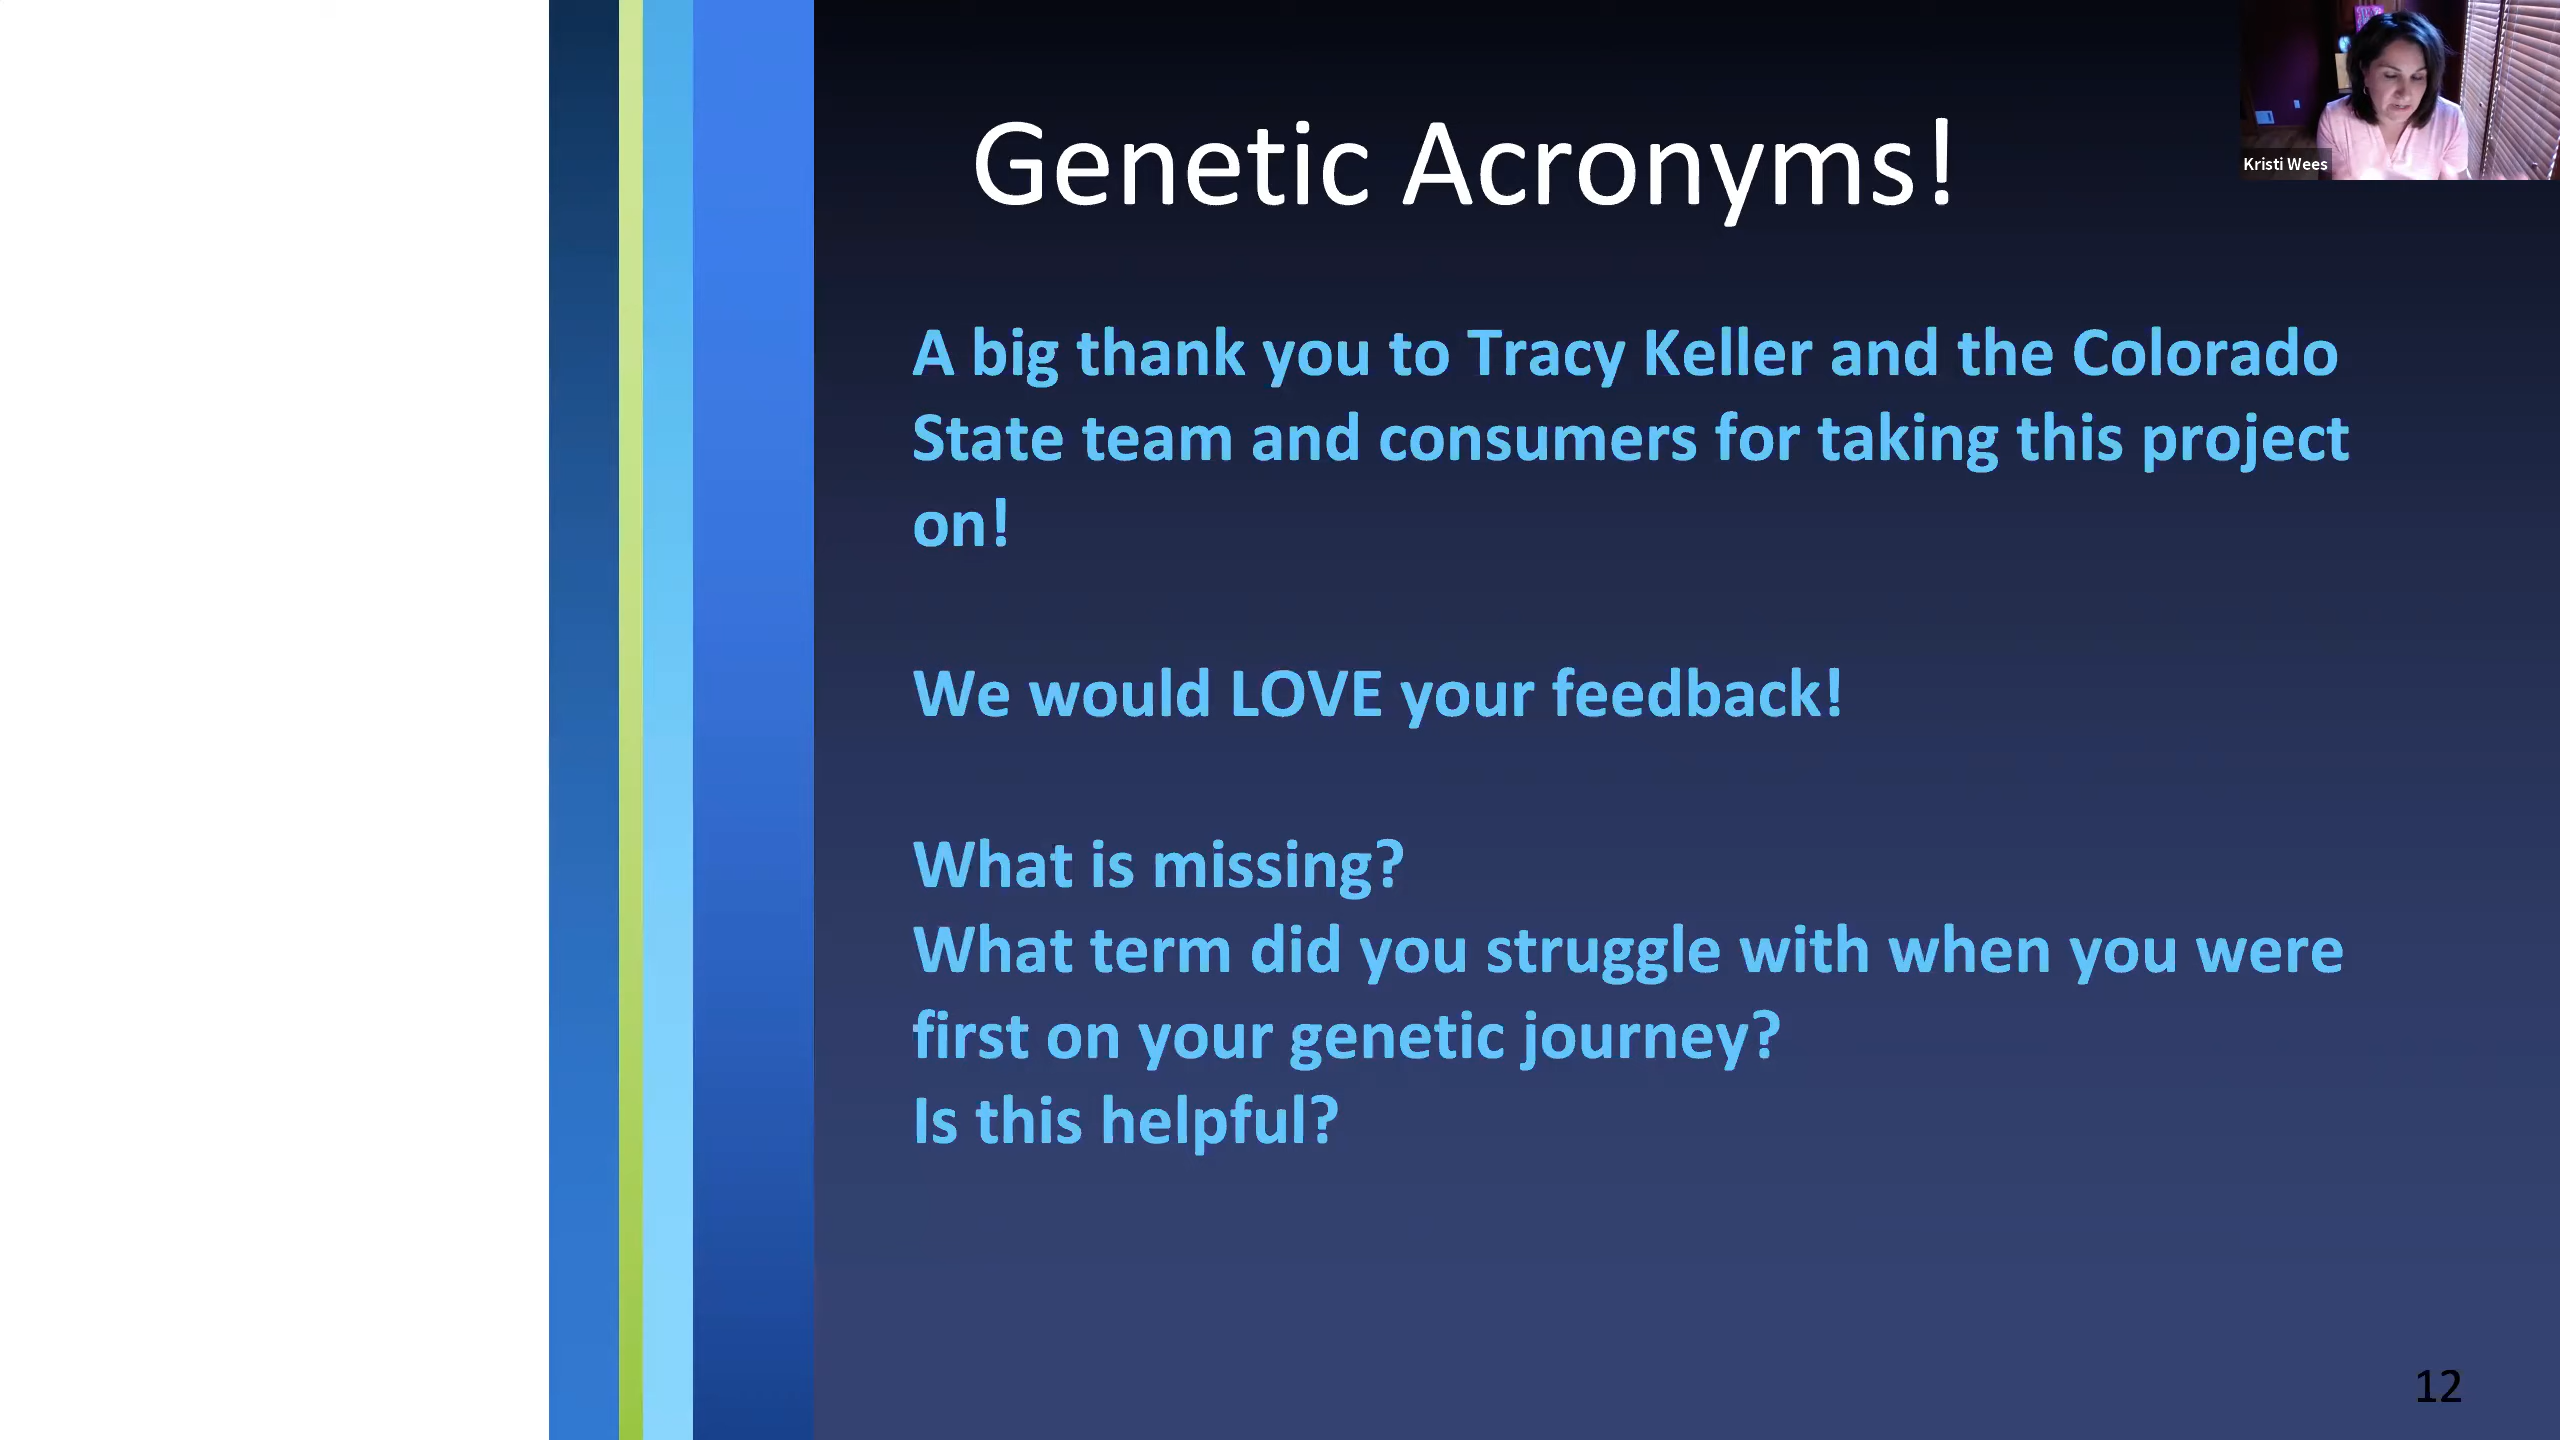 Genetic Acronyms!
Kristi Wees
A big thank you to Tracy Keller and the Colorado
State team and consumers for taking this project
on!
We would LOVE your feedback!
What is missing?
What term did you struggle with when you were
first on your genetic journey?
Is this helpful?
12